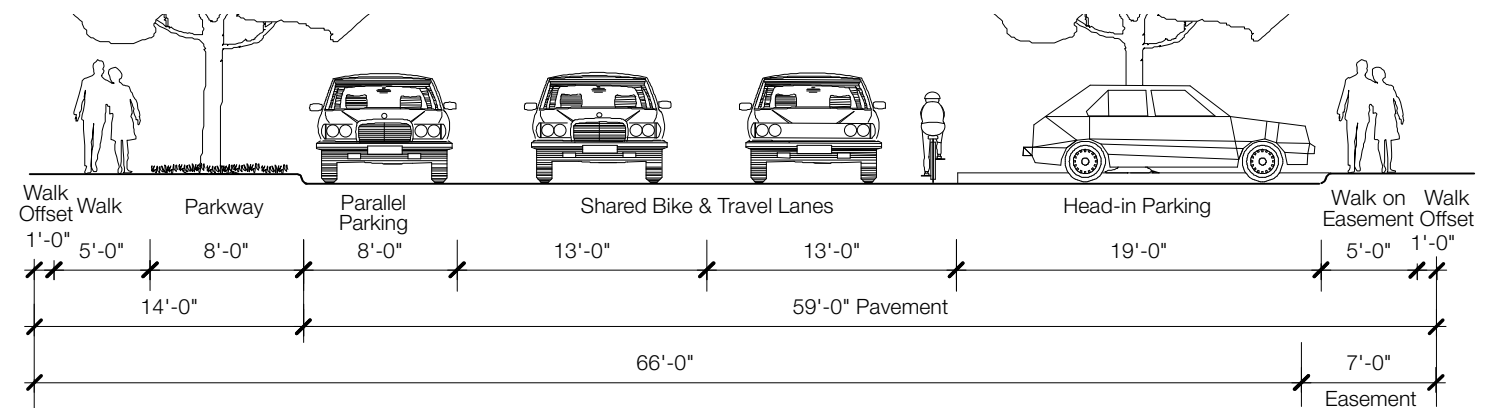 Walk
Offset
Walk
Parkway
Parallel
Parking
Shared Bike & Travel Lanes
Head-in Parking
Walk on
Easement
Walk
Offset
1'-0"
5'-0"
8'-0"
8'-0"
13'-0"
13'-0"
19'-0"
5'-0"
1'-0"
14'-0"
59'-0" Pavement
66'-0"
7'-0"
Easement